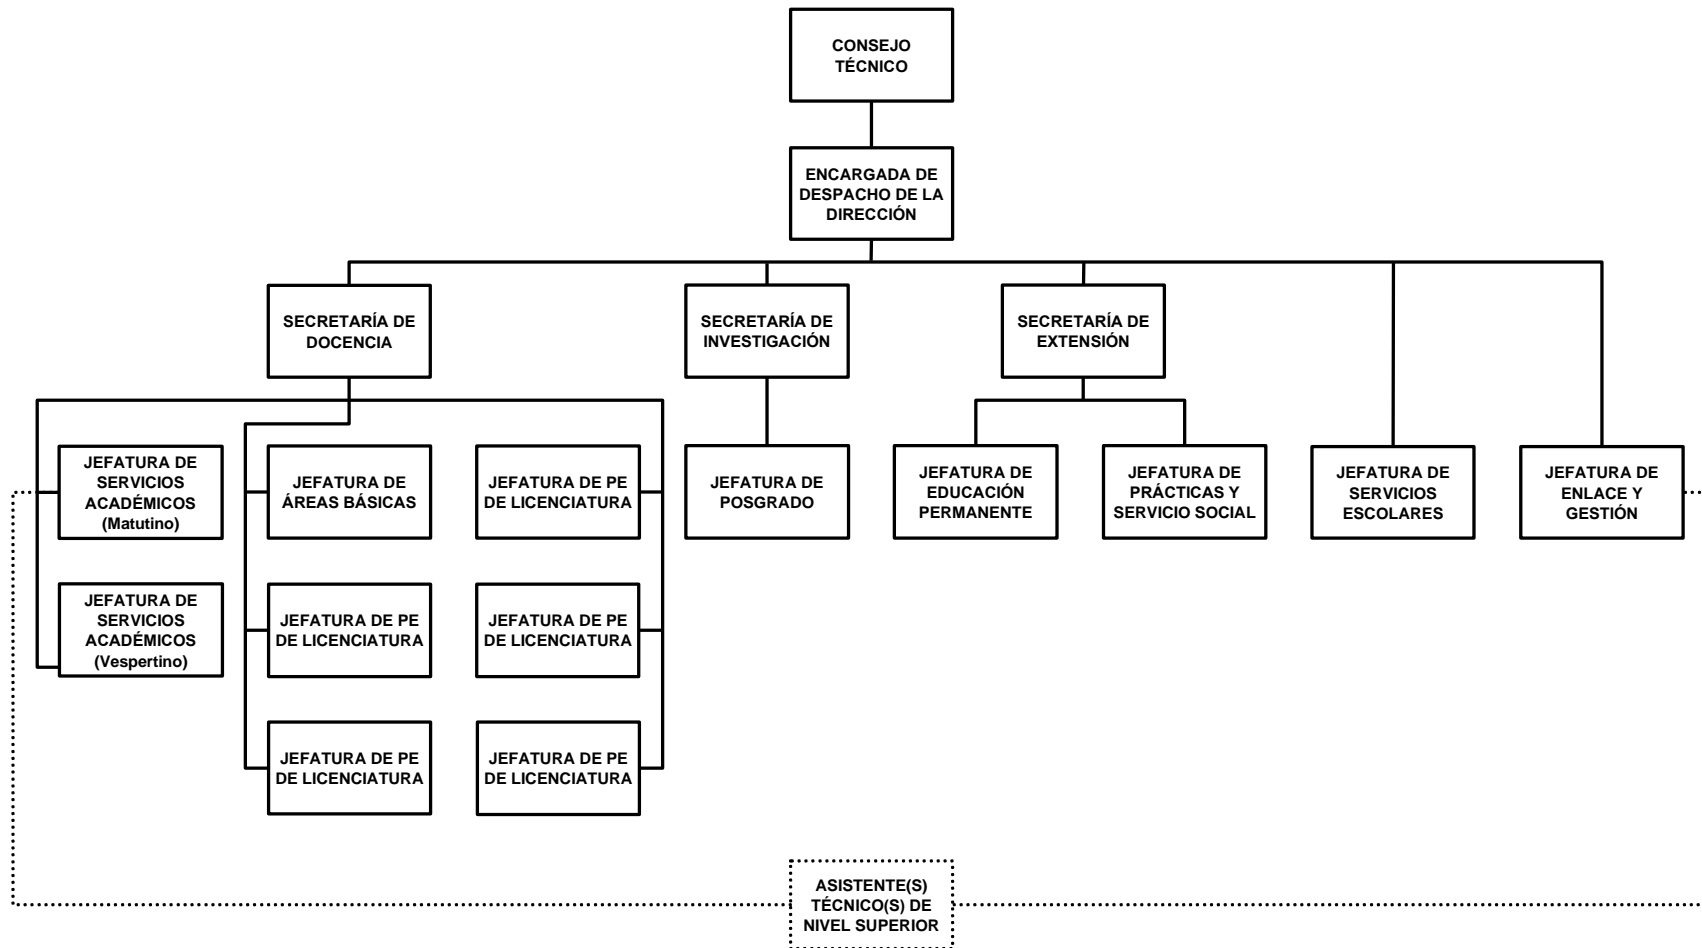 CONSEJO
TÉCNICO
ENCARGADA DE
DESPACHO DE LA
DIRECCIÓN
SECRETARÍA DE
DOCENCIA
SECRETARÍA DE
INVESTIGACIÓN
SECRETARÍA DE
EXTENSIÓN
JEFATURA DE
SERVICIOS
ACADÉMICOS
(Matutino)
JEFATURA DE
ÁREAS BÁSICAS
JEFATURA DE PE
DE LICENCIATURA
JEFATURA DE
POSGRADO
JEFATURA DE
EDUCACIÓN
PERMANENTE
JEFATURA DE
PRÁCTICAS Y
SERVICIO SOCIAL
JEFATURA DE
SERVICIOS
ESCOLARES
JEFATURA DE
ENLACE Y
GESTIÓN
JEFATURA DE
SERVICIOS
ACADÉMICOS
(Vespertino)
JEFATURA DE PE
DE LICENCIATURA
JEFATURA DE PE
DE LICENCIATURA
JEFATURA DE PE
DE LICENCIATURA
JEFATURA DE PE
DE LICENCIATURA
ASISTENTE(S)
TÉCNICO(S) DE
NIVEL SUPERIOR